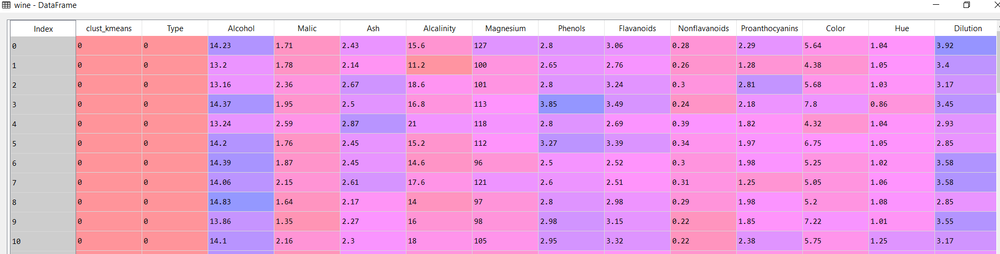 wine - DataFrame
Index clust_kmeans Type Alcohol Malic Ash Alcalinity Magnesium Phenols Flavanoids Nonflavanoids Proanthocyanins Color Hue Dilution
0 0 0 14.23 1.71 2.43 15.6 127 2.8 3.06 0.28 2.29 5.64 1.04 3.92
1 0 0 13.2 1.78 2.14 11.2 100 2.65 2.76 0.26 1.28 4.38 1.05 3.4
2 0 0 13.16 2.36 2.67 18.6 101 2.8 3.24 0.3 2.81 5.68 1.03 3.17
3 0 0 14.37 1.95 2.5 16.8 113 3.85 3.49 0.24 2.18 7.8 0.86 3.45
4 0 0 13.24 2.59 2.87 21 118 2.8 2.69 0.39 1.82 4.32 1.04 2.93
5 0 0 14.2 1.76 2.45 15.2 112 3.27 3.39 0.34 1.97 6.75 1.05 2.85
6 0 0 14.39 1.87 2.45 14.6 96 2.5 2.52 0.3 1.98 5.25 1.02 3.58
7 0 0 14.06 2.15 2.61 17.6 121 2.6 2.51 0.31 1.25 5.05 1.06 3.58
8 0 0 14.83 1.64 2.17 14 97 2.8 2.98 0.29 1.98 5.2 1.08 2.85
9 0 0 13.86 1.35 2.27 16 98 2.98 3.15 0.22 1.85 7.22 1.01 3.55
10 0 0 14.1 2.16 2.3 18 105 2.95 3.32 0.22 2.38 5.75 1.25 3.17